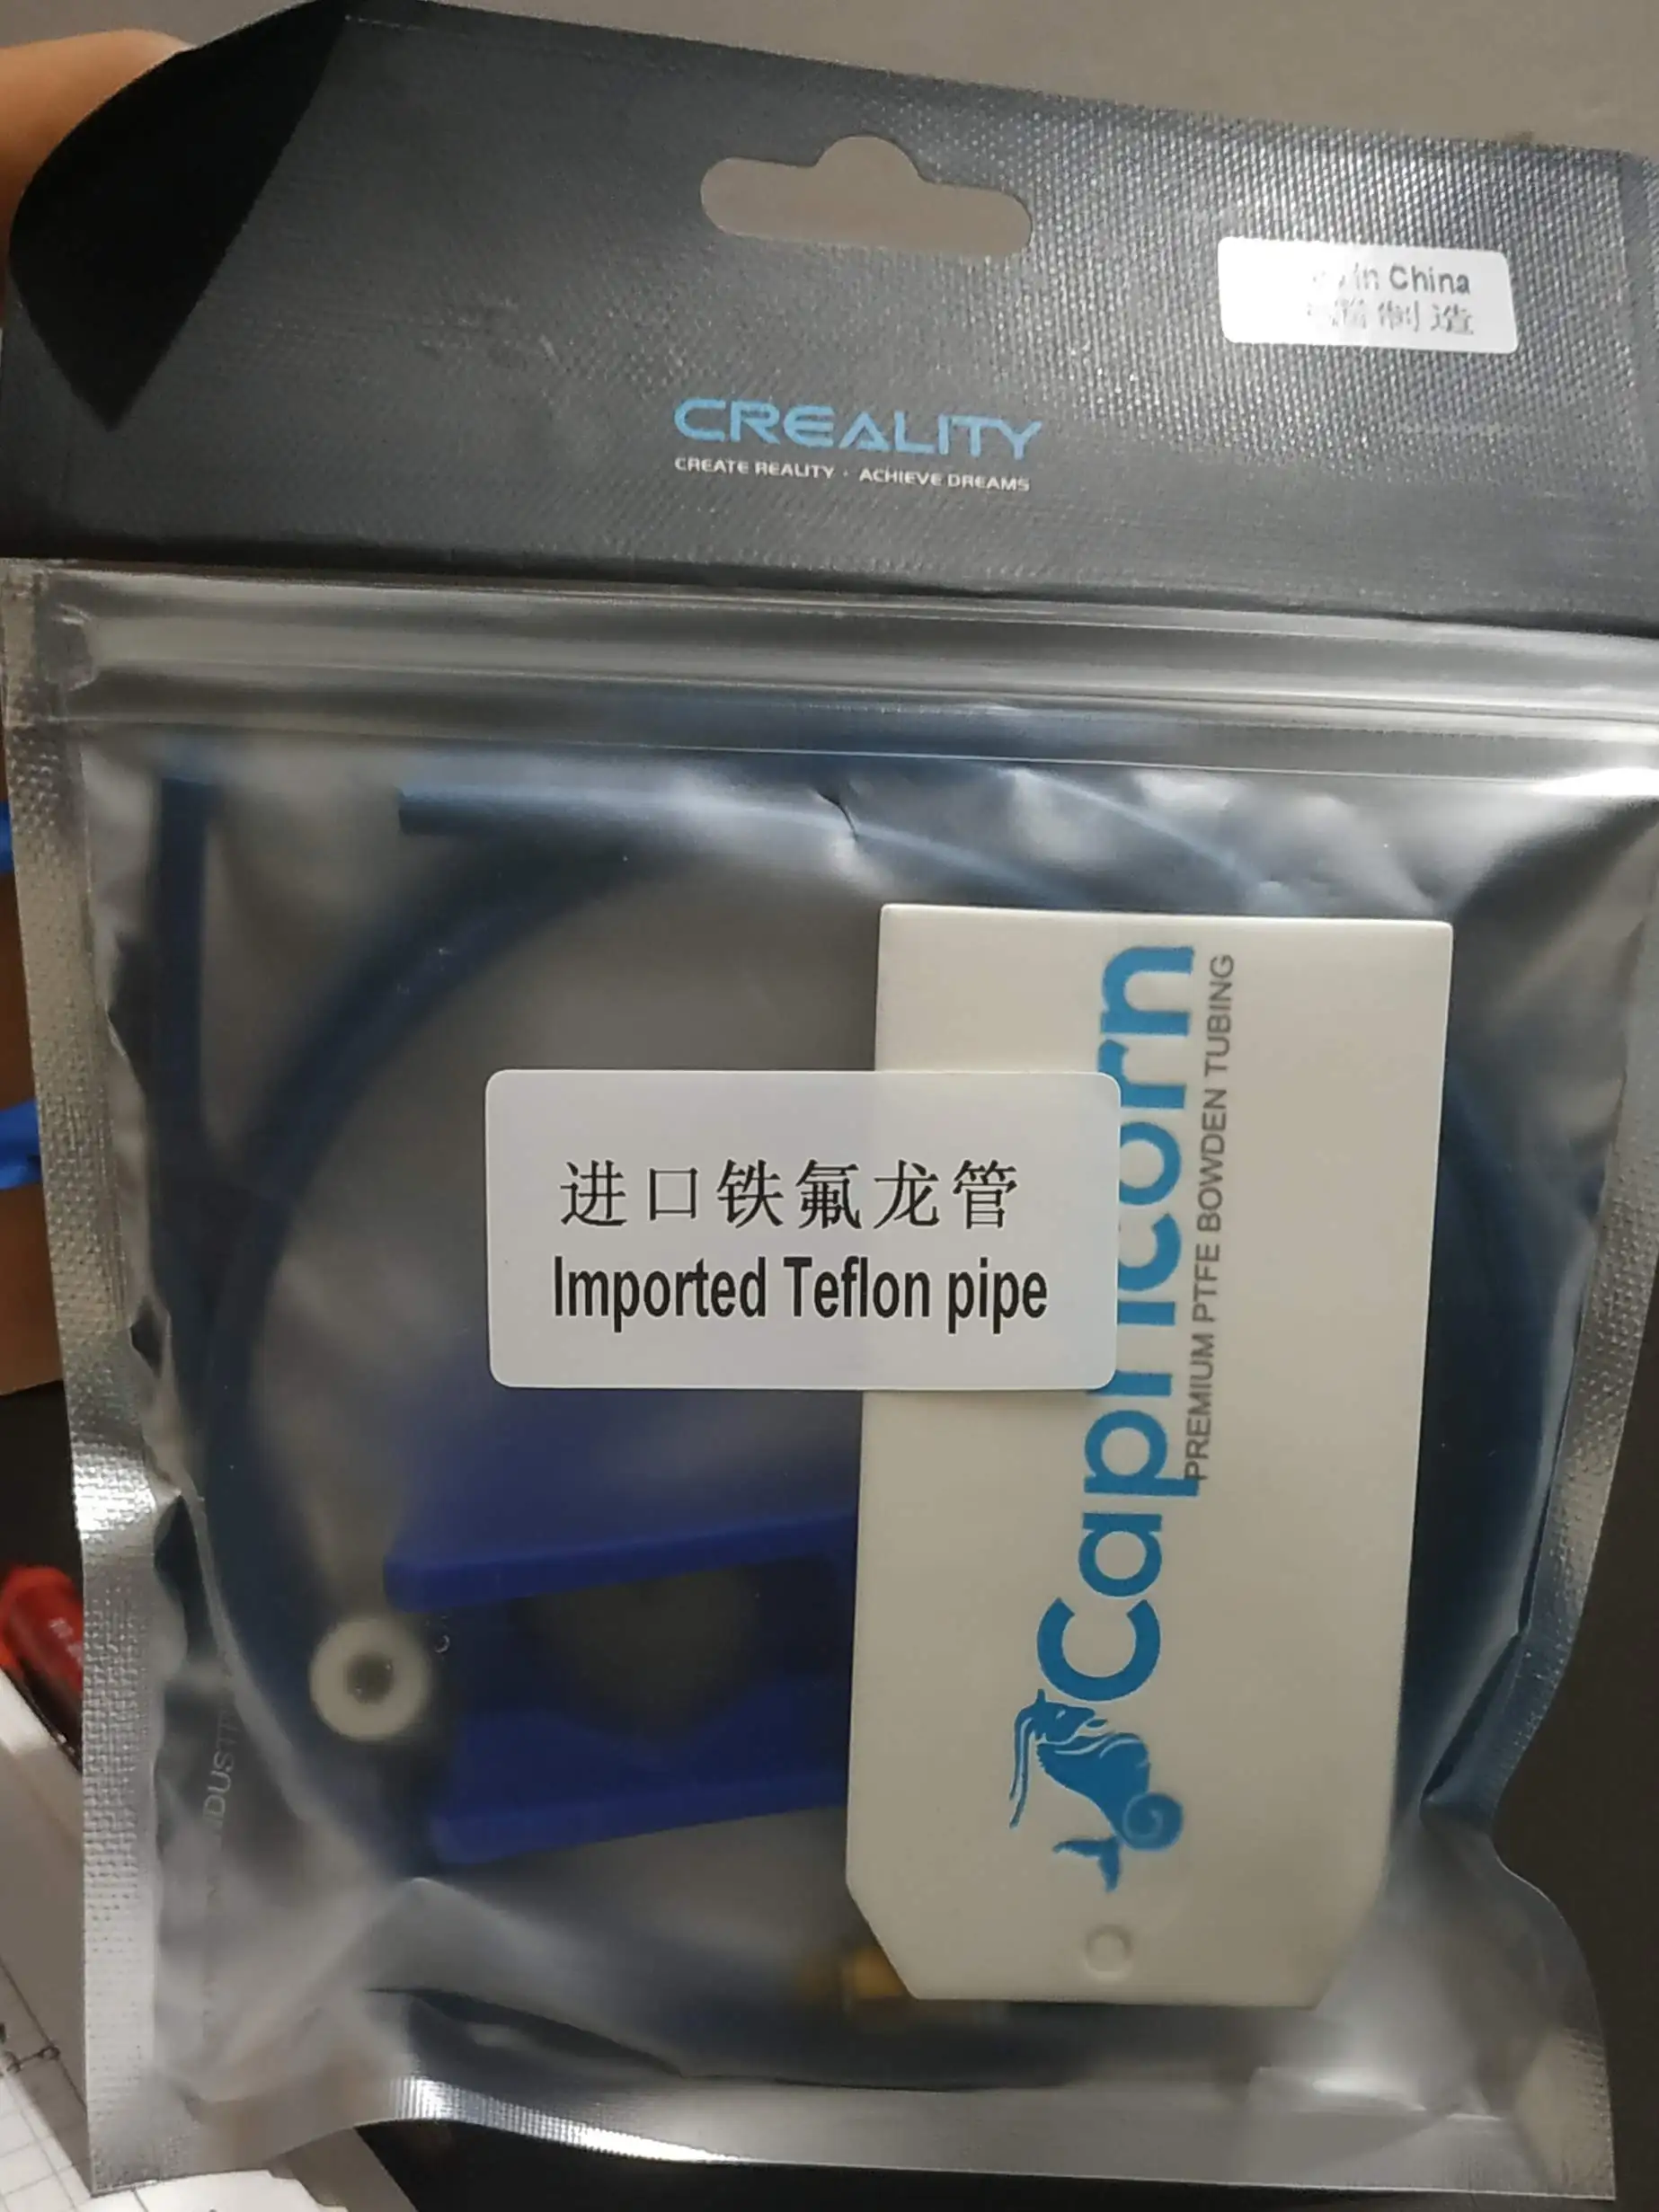 in China
制造
CREALITY
CREATE REALITY · ACHIEVE DREAMS
进口铁氟龙管
Imported Teflon pipe
Capricorn
PREMIUM PTFE BOWDEN TUBING